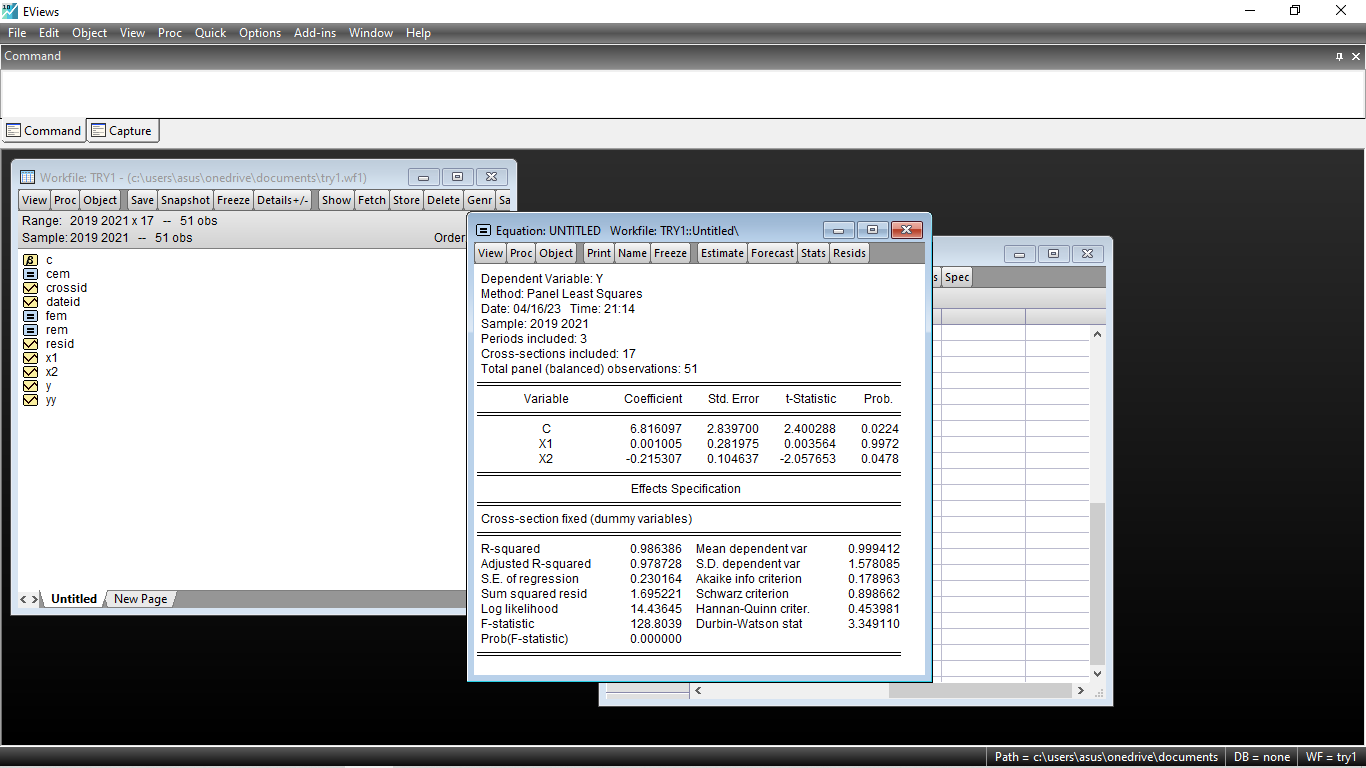 EViews
File Edit Object View Proc Quick Options Add-ins Window Help
Command
Command Capture
Workfile: TRY1 - (c:\users\asus\onedrive\documents\try1.wf1)
View Proc Object Save Snapshot Freeze Details+/- Show Fetch Store Delete Genr Sa
Range: 2019 2021 x 17 -- 51 obs
Sample: 2019 2021 -- 51 obs Order
c
cem
crossid
dateid
fem
rem
resid
x1
x2
y
yy
Untitled New Page
Equation: UNTITLED Workfile: TRY1::Untitled\
View Proc Object Print Name Freeze Estimate Forecast Stats Resids
Dependent Variable: Y
Method: Panel Least Squares
Date: 04/16/23 Time: 21:14
Sample: 2019 2021
Periods included: 3
Cross-sections included: 17
Total panel (balanced) observations: 51
Variable Coefficient Std. Error t-Statistic Prob.
C 6.816097 2.839700 2.400288 0.0224
X1 0.001005 0.281975 0.003564 0.9972
X2 -0.215307 0.104637 -2.057653 0.0478
Effects Specification
Cross-section fixed (dummy variables)
R-squared 0.986386 Mean dependent var 0.999412
Adjusted R-squared 0.978728 S.D. dependent var 1.578085
S.E. of regression 0.230164 Akaike info criterion 0.178963
Sum squared resid 1.695221 Schwarz criterion 0.898662
Log likelihood 14.43645 Hannan-Quinn criter. 0.453981
F-statistic 128.8039 Durbin-Watson stat 3.349110
Prob(F-statistic) 0.000000
s Spec
Path = c:\users\asus\onedrive\documents DB = none WF = try1